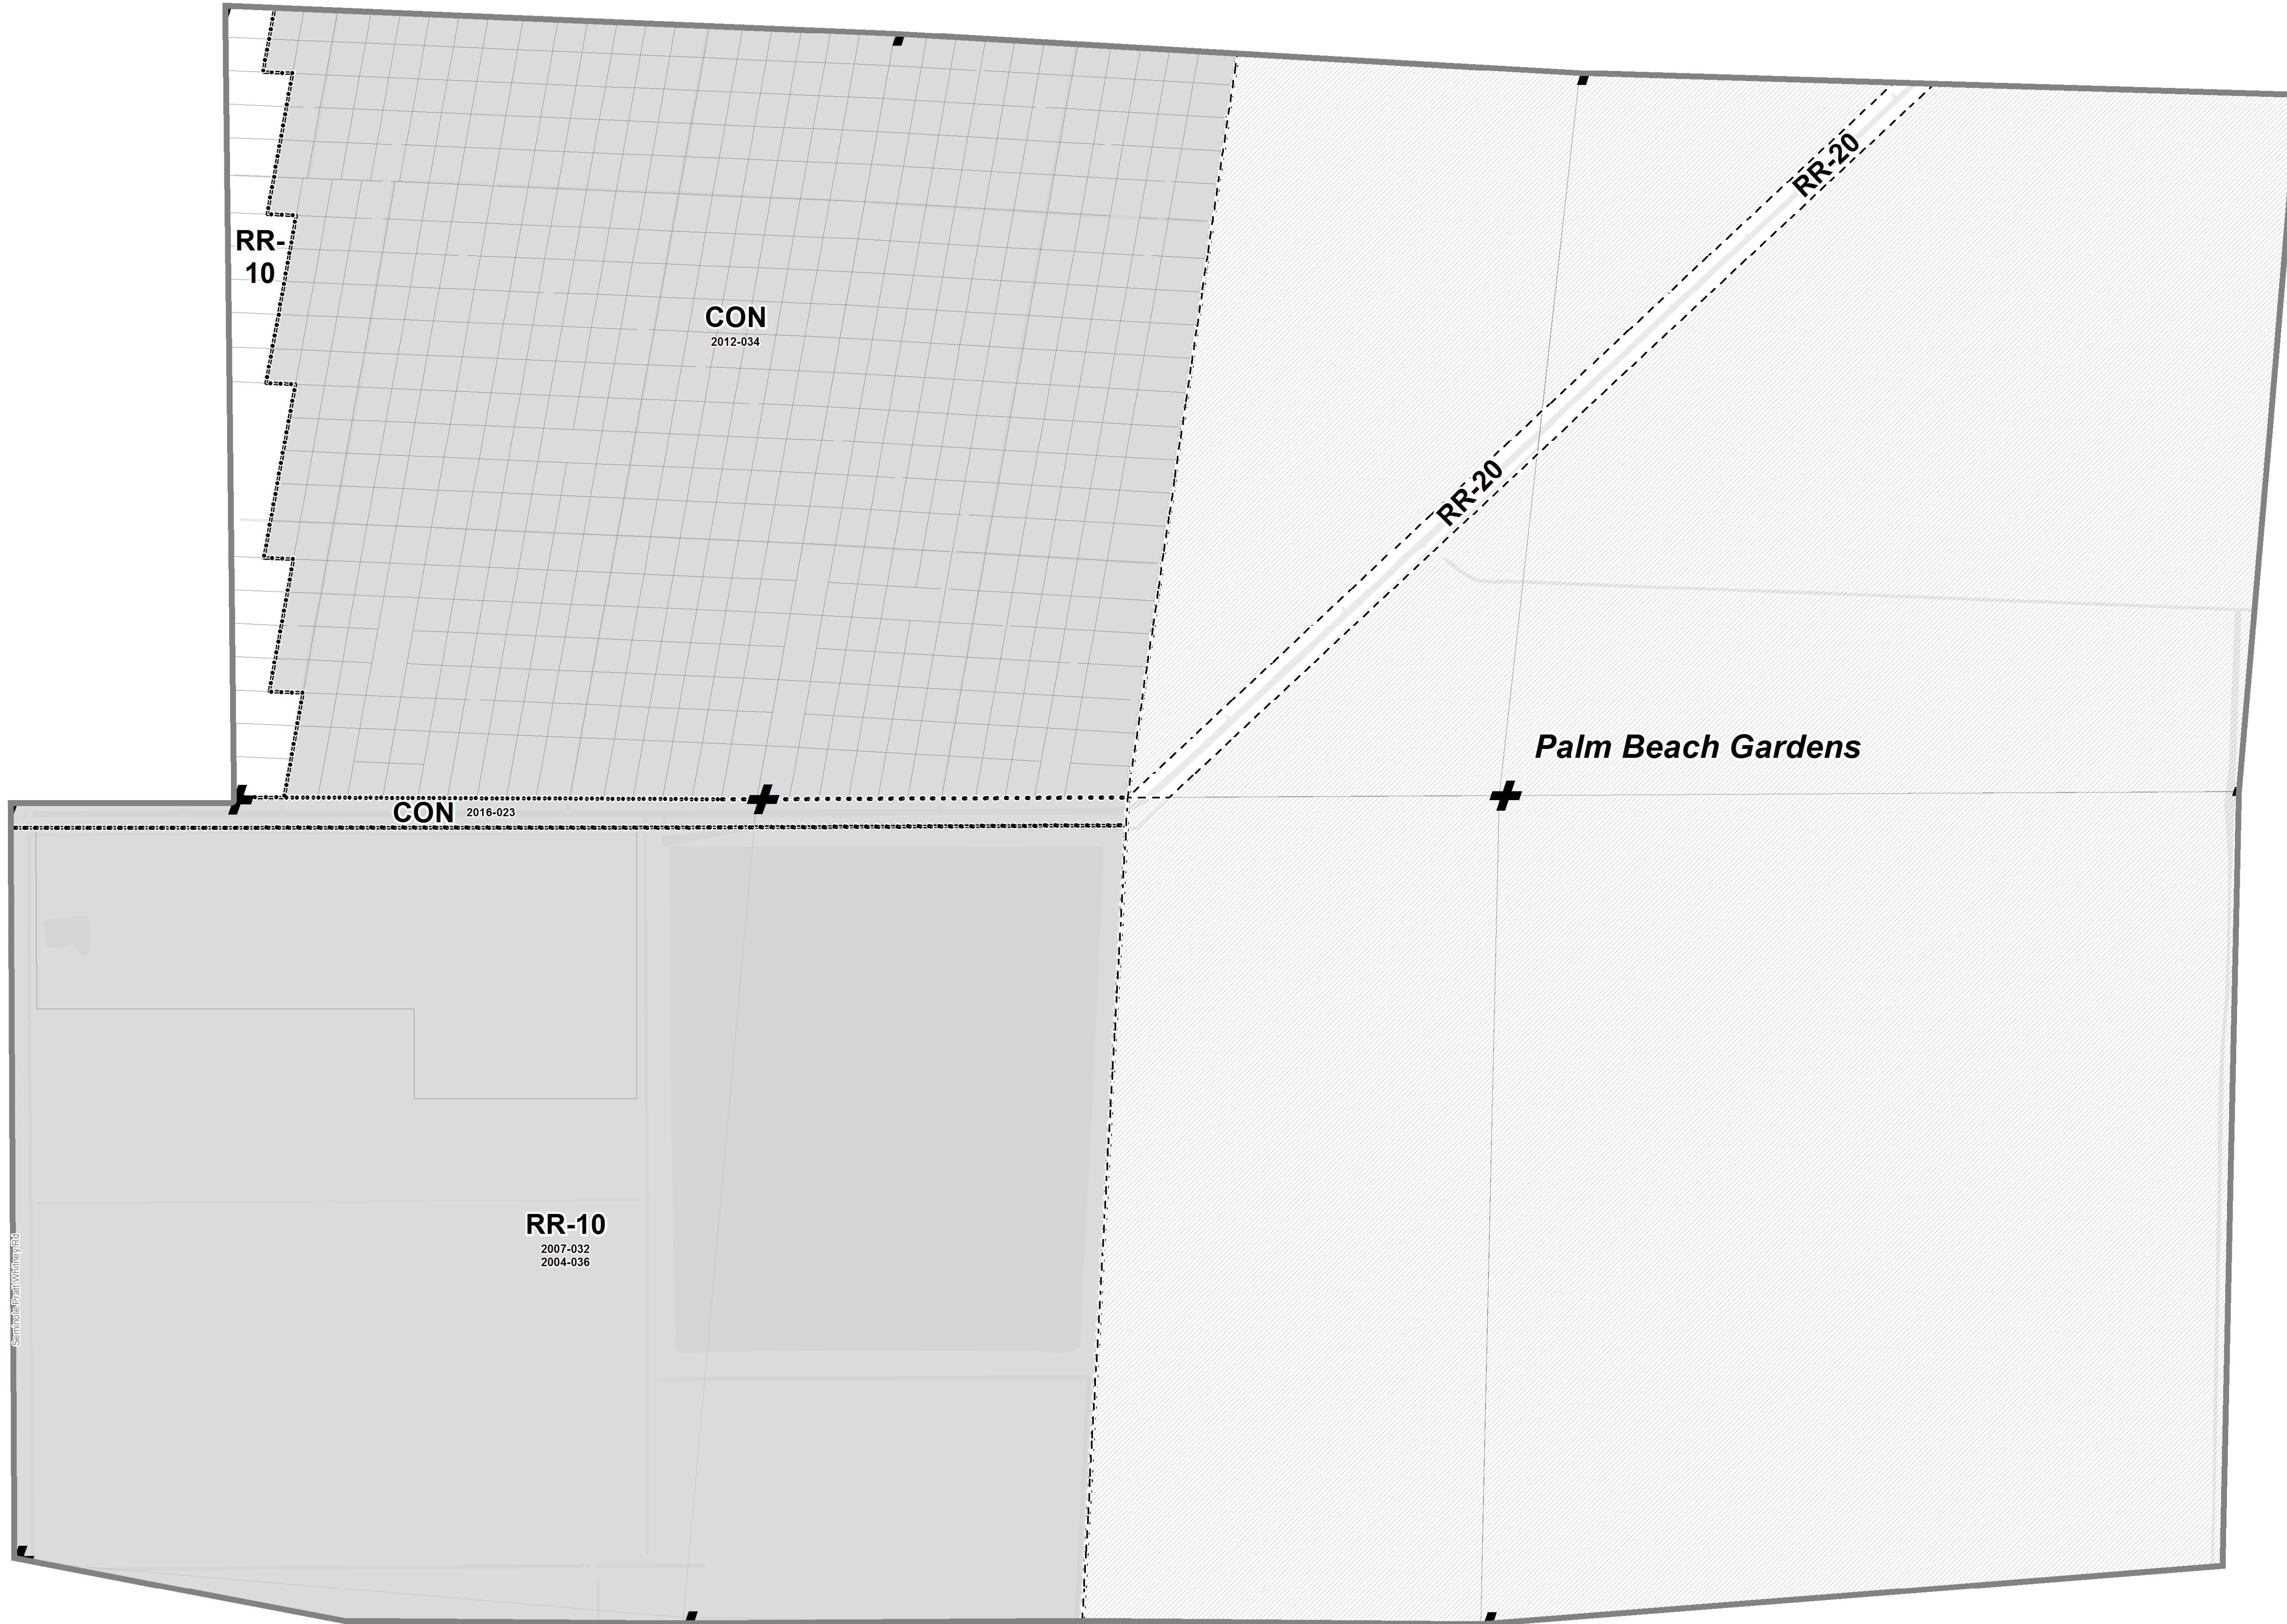 RR-20
RR-
10
CON
2012-034
RR-20
Palm Beach Gardens
CON 2016-023
RR-10
2007-032
2004-036
Seminole Pratt Whitney Rd